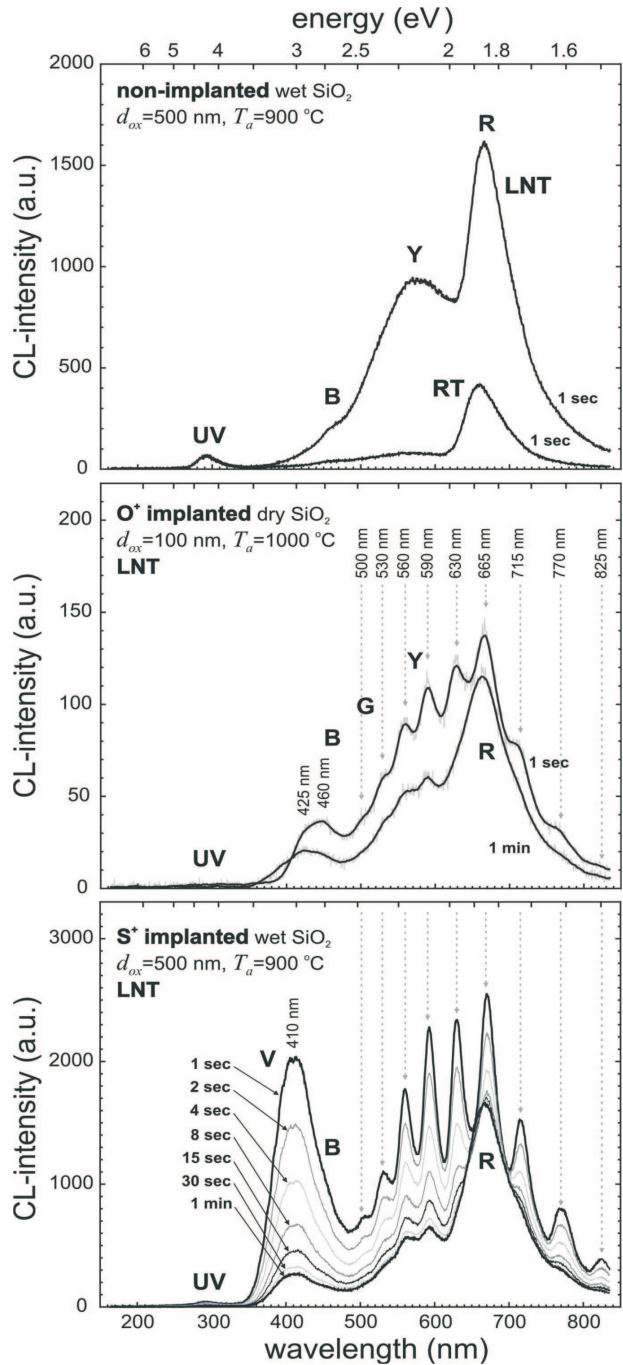 energy (eV)
6 5 4 3 2.5 2 1.8 1.6
2000
1500
1000
500
0
CL-intensity (a.u.)
non-implanted wet SiO₂
d_ox=500 nm, T_a=900 °C
R
LNT
Y
B
RT
UV
1 sec
1 sec
200
150
100
50
0
CL-intensity (a.u.)
O⁺ implanted dry SiO₂
d_ox=100 nm, T_a=1000 °C
LNT
500 nm
530 nm
560 nm
590 nm
630 nm
665 nm
715 nm
770 nm
825 nm
Y
G
B
425 nm
460 nm
R
1 sec
1 min
UV
3000
2000
1000
0
CL-intensity (a.u.)
S⁺ implanted wet SiO₂
d_ox=500 nm, T_a=900 °C
LNT
410 nm
V
1 sec
2 sec
4 sec
8 sec
15 sec
30 sec
1 min
B
R
UV
200 300 400 500 600 700 800
wavelength (nm)